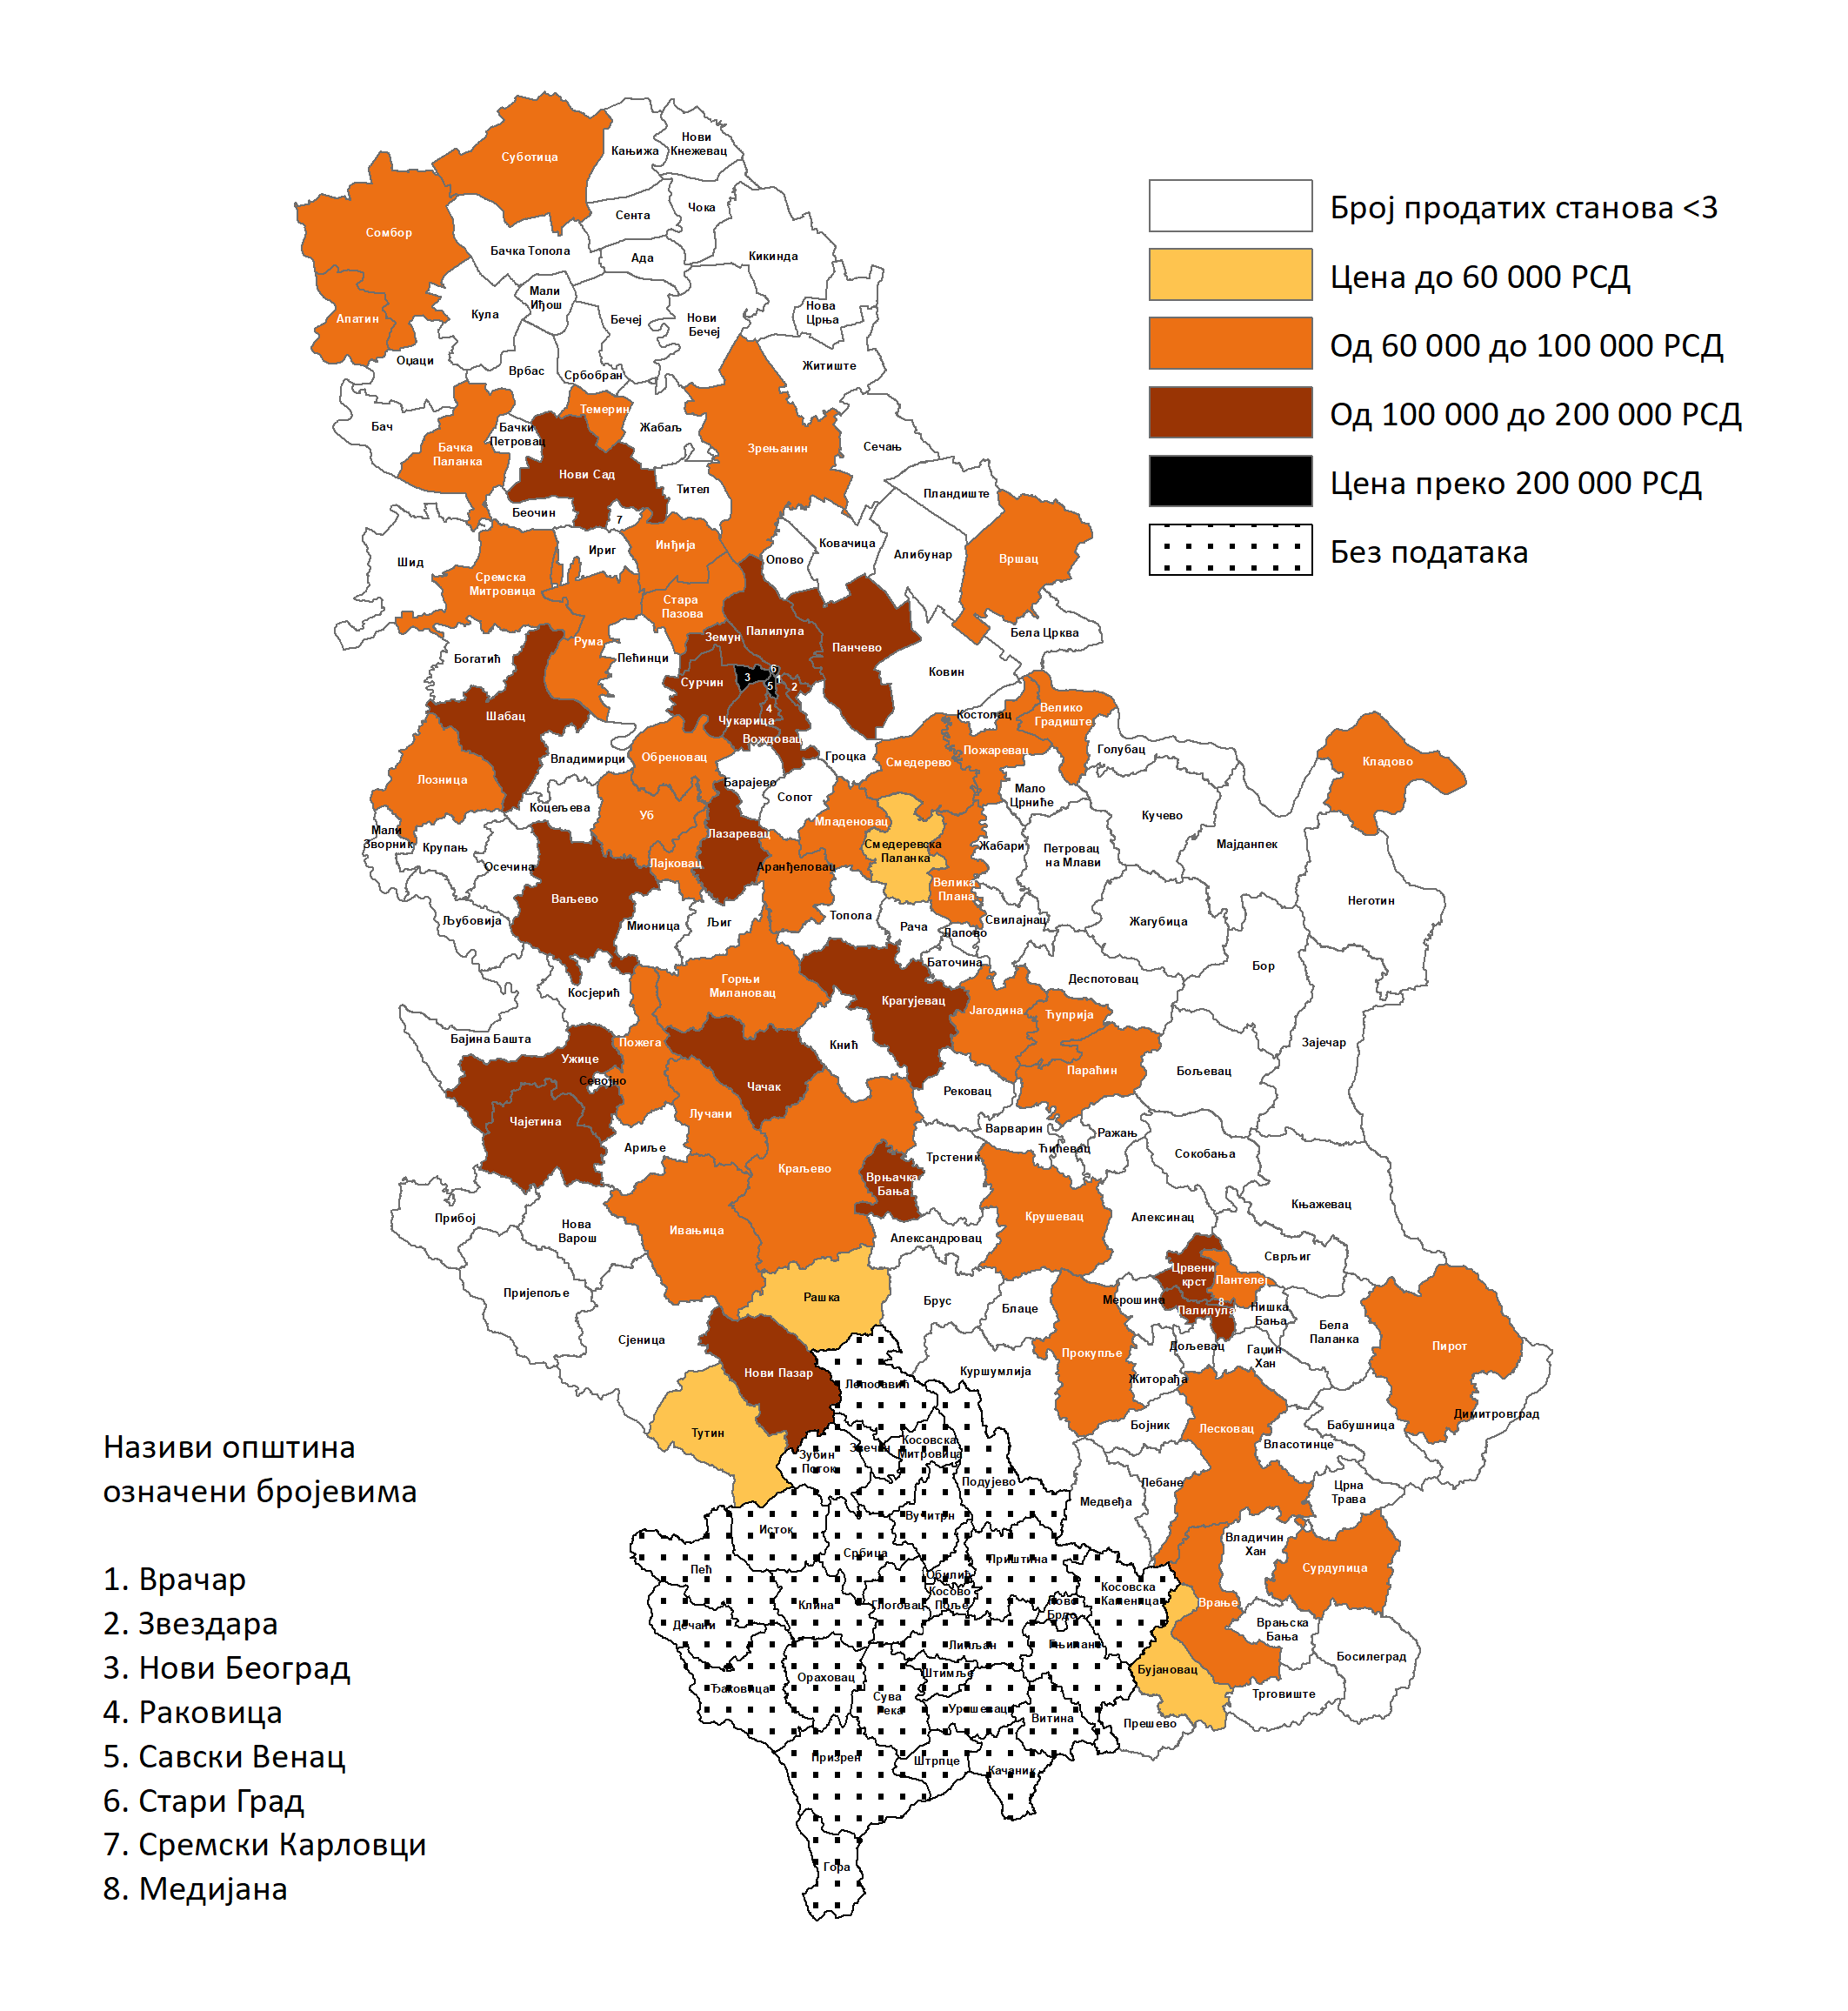 Суботица
Кањижа
Нови
Кнежевац
Сомбор
Сента
Чока
Бачка Топола
Ада
Кикинда
Апатин
Кула
Мали
Иђош
Бечеј
Нови
Бечеј
Нова
Црња
Оџаци
Врбас
Србобран
Житиште
Бач
Бачка
Паланка
Бачки
Петровац
Темерин
Жабаљ
Зрењанин
Сечањ
Нови Сад
Тител
Пландиште
Беочин
7
Шид
Ириг
Инђија
Опово
Ковачица
Алибунар
Вршац
Сремска
Митровица
Стара
Пазова
Рума
Земун
Палилула
Панчево
Бела Црква
Богатић
Пећинци
Сурчин
3
6
1
5
2
4
Ковин
Шабац
Чукарица
Вождовац
Костолац
Велико
Градиште
Владимирци
Обреновац
Гроцка
Смедерево
Пожаревац
Голубац
Кладово
Лозница
Барајево
Сопот
Мало
Црниће
Коцељева
Уб
Младеновац
Кучево
Мали
Зворник
Крупањ
Лазаревац
Смедеревска
Паланка
Жабари
Петровац
на Млави
Мајданпек
Осечина
Лајковац
Аранђеловац
Велика
Плана
Ваљево
Неготин
Љубовија
Мионица
Љиг
Топола
Рача
Лапово
Свилајнац
Жагубица
Баточина
Бор
Косјерић
Горњи
Милановац
Крагујевац
Деспотовац
Јагодина
Ћуприја
Бајина Башта
Ужице
Пожега
Кнић
Зајечар
Севојно
Чачак
Параћин
Бољевац
Рековац
Чајетина
Лучани
Варварин
Ражањ
Ћићевац
Ариље
Краљево
Врњачка
Бања
Трстеник
Сокобања
Прибој
Нова
Варош
Ивањица
Крушевац
Алексинац
Књажевац
Александровац
Сврљиг
Пријепоље
Рашка
Брус
Блаце
Црвени
крст
Пантелеј
Мерошина
8
Палилула
Нишка
Бања
Бела
Паланка
Сјеница
Дољевац
Гаџин
Хан
Пирот
Прокупље
Нови Пазар
Куршумлија
Житорађа
Лепосавић
Димитровград
Тутин
Бојник
Лесковац
Бабушница
Власотинце
Зубин
Поток
Звечан
Косовска
Митровица
Подујево
Медвеђа
Лебане
Црна
Трава
Исток
Вучитрн
Владичин
Хан
Србица
Приштина
Сурдулица
Пећ
Обилић
Косово
Поље
Косовска
Каменица
Клина
Глоговац
Ново
Брдо
Врање
Дечани
Врањска
Бања
Липљан
Гњилане
Босилеград
Ораховац
Штимље
Бујановац
Ђаковица
Сува
Река
Урошевац
Витина
Трговиште
Прешево
Призрен
Штрпце
Качаник
Гора
Број продатих станова <3
Цена до 60 000 РСД
Од 60 000 до 100 000 РСД
Од 100 000 до 200 000 РСД
Цена преко 200 000 РСД
Без података
Називи општина
означени бројевима
1. Врачар
2. Звездара
3. Нови Београд
4. Раковица
5. Савски Венац
6. Стари Град
7. Сремски Карловци
8. Медијана